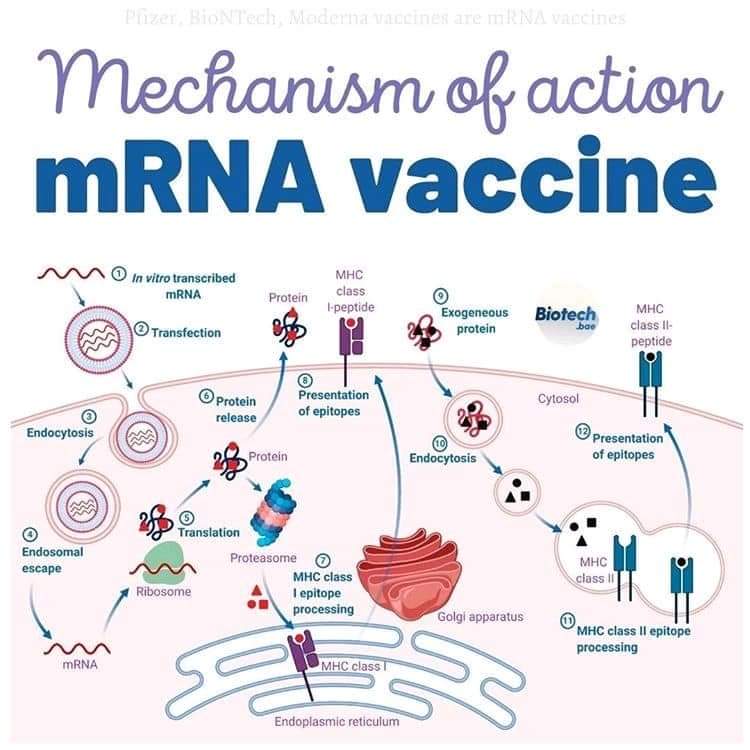 Pfizer, BioNTech, Moderna vaccines are mRNA vaccines
Mechanism of action
mRNA vaccine
1 In vitro transcribed
mRNA
2 Transfection
3
Endocytosis
4
Endosomal
escape
mRNA
Ribosome
5
Translation
Protein
6 Protein
release
Protein
Proteasome
7
MHC class
I epitope
processing
MHC class I
Endoplasmic reticulum
Golgi apparatus
MHC
class
I-peptide
8
Presentation
of epitopes
9
Exogeneous
protein
10
Endocytosis
Biotech
.bae
Cytosol
MHC
class II
11
MHC class II epitope
processing
12 Presentation
of epitopes
MHC
class II-
peptide